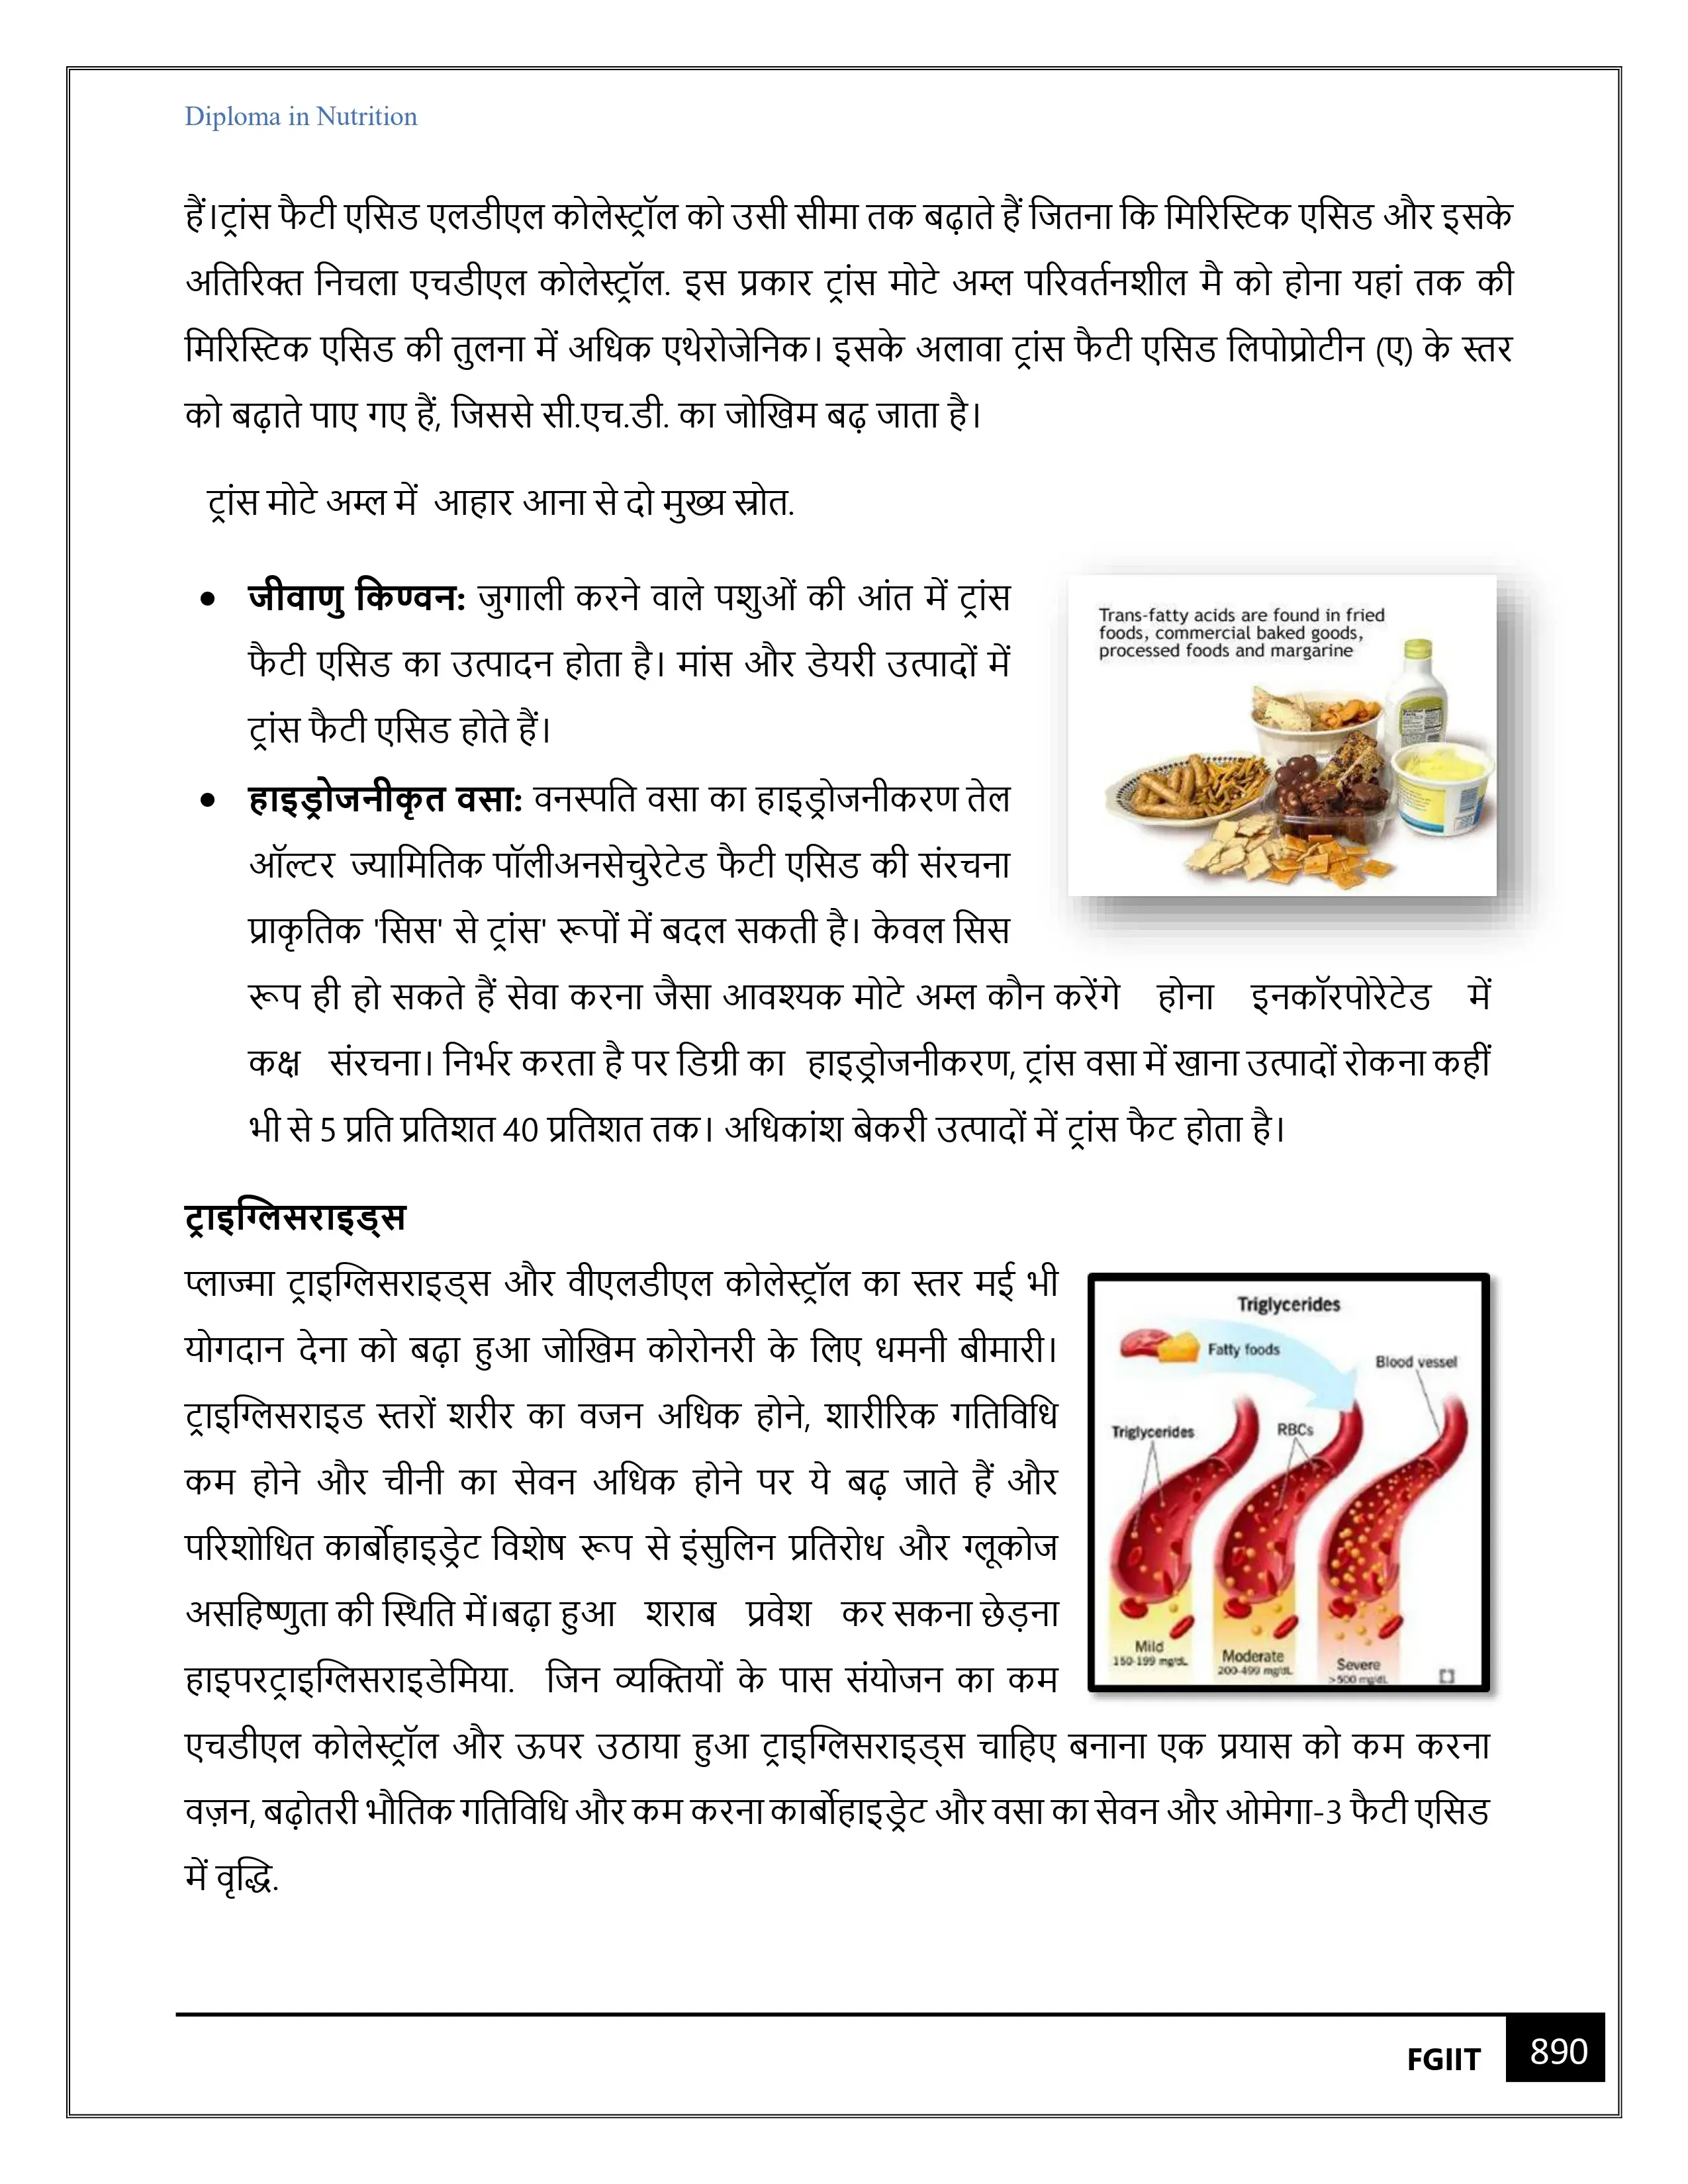 Diploma in Nutrition
हैं।ट्रांस फैटी एसिड एलडीएल कोलेस्ट्रॉल को उसी सीमा तक बढ़ाते हैं जितना कि मिरिस्टिक एसिड और इसके
अतिरिक्त निचला एचडीएल कोलेस्ट्रॉल. इस प्रकार ट्रांस मोटे अम्ल परिवर्तनशील मै को होना यहां तक की
मिरिस्टिक एसिड की तुलना में अधिक एथेरोजेनिक। इसके अलावा ट्रांस फैटी एसिड लिपोप्रोटीन (ए) के स्तर
को बढ़ाते पाए गए हैं, जिससे सी.एच.डी. का जोखिम बढ़ जाता है।
ट्रांस मोटे अम्ल में आहार आना से दो मुख्य स्रोत.
• जीवाणु किण्वन: जुगाली करने वाले पशुओं की आंत में ट्रांस
फैटी एसिड का उत्पादन होता है। मांस और डेयरी उत्पादों में
ट्रांस फैटी एसिड होते हैं।
Trans-fatty acids are found in fried
foods, commercial baked goods,
processed foods and margarine
• हाइड्रोजनीकृत वसा: वनस्पति वसा का हाइड्रोजनीकरण तेल
ऑल्टर ज्यामितिक पॉलीअनसेचुरेटेड फैटी एसिड की संरचना
प्राकृतिक 'सिस' से ट्रांस' रूपों में बदल सकती है। केवल सिस
रूप ही हो सकते हैं सेवा करना जैसा आवश्यक मोटे अम्ल कौन करेंगे होना इनकॉरपोरेटेड में
कक्ष संरचना। निर्भर करता है पर डिग्री का हाइड्रोजनीकरण, ट्रांस वसा में खाना उत्पादों रोकना कहीं
भी से 5 प्रति प्रतिशत 40 प्रतिशत तक। अधिकांश बेकरी उत्पादों में ट्रांस फैट होता है।
ट्राइग्लिसराइड्स
प्लाज्मा ट्राइग्लिसराइड्स और वीएलडीएल कोलेस्ट्रॉल का स्तर मई भी
योगदान देना को बढ़ा हुआ जोखिम कोरोनरी के लिए धमनी बीमारी।
ट्राइग्लिसराइड स्तरों शरीर का वजन अधिक होने, शारीरिक गतिविधि
कम होने और चीनी का सेवन अधिक होने पर ये बढ़ जाते हैं और
परिशोधित कार्बोहाइड्रेट विशेष रूप से इंसुलिन प्रतिरोध और ग्लूकोज
असहिष्णुता की स्थिति में।बढ़ा हुआ शराब प्रवेश कर सकना छेड़ना
हाइपरट्राइग्लिसराइडेमिया. जिन व्यक्तियों के पास संयोजन का कम
एचडीएल कोलेस्ट्रॉल और ऊपर उठाया हुआ ट्राइग्लिसराइड्स चाहिए बनाना एक प्रयास को कम करना
वज़न, बढ़ोतरी भौतिक गतिविधि और कम करना कार्बोहाइड्रेट और वसा का सेवन और ओमेगा-3 फैटी एसिड
में वृद्धि.
Triglycerides
Fatty foods
Blood vessel
Triglycerides
RBCs
Mild
150-199 mg/dL
Moderate
200-499 mg/dL
Severe
>500 mg/dL
FGIIT
890